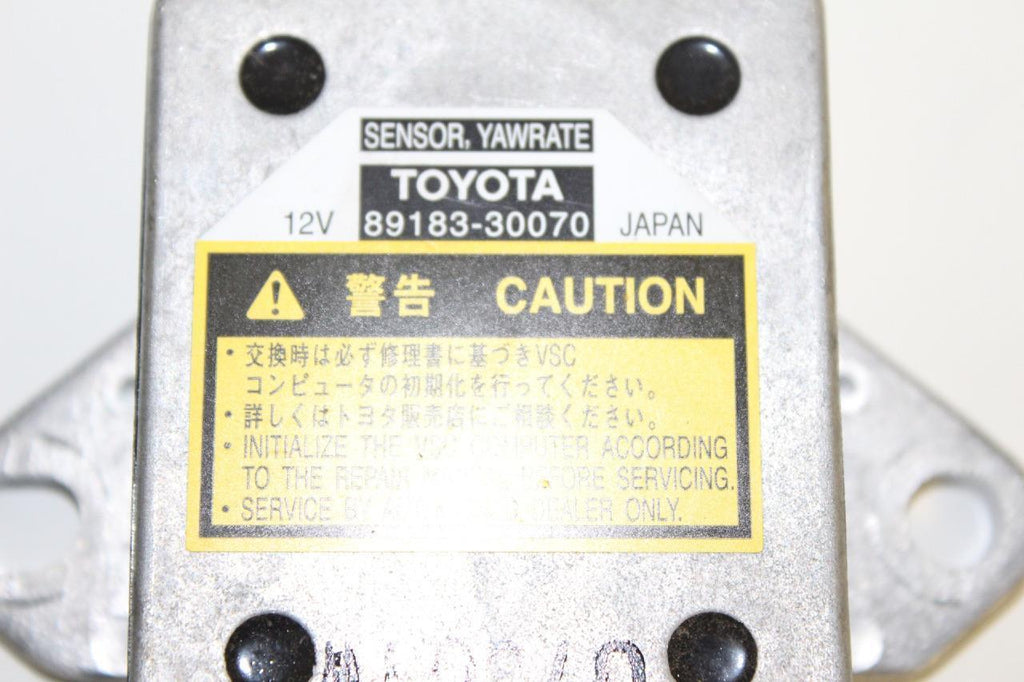 SENSOR, YAWRATE
TOYOTA
12V 89183-30070 JAPAN
警告 CAUTION
・交換時は必ず修理書に基づきVSC
コンピュータの初期化を行ってください。
・詳しくはトヨタ販売店にご相談ください。
• INITIALIZE THE COMPUTER ACCORDING
TO THE REPAIR BEFORE SERVICING.
• SERVICE BY DEALER ONLY.